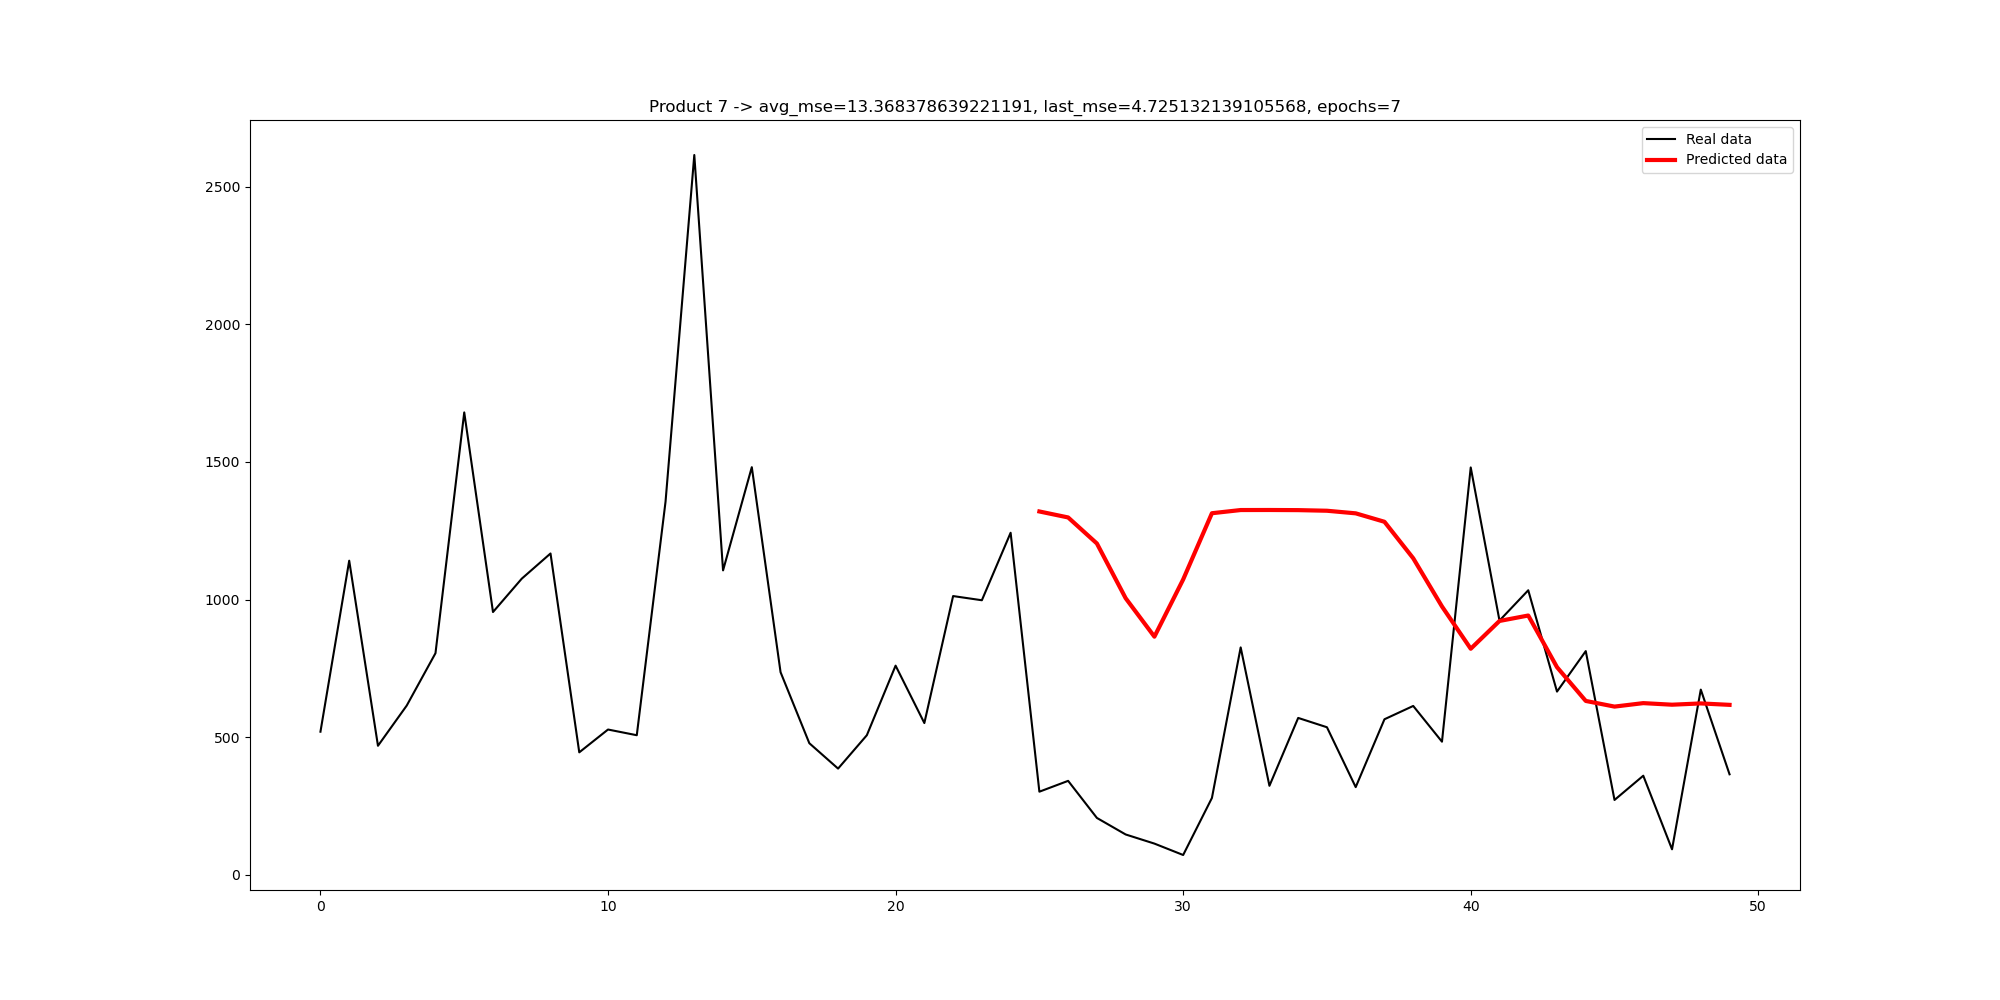 Product 7 -> avg_mse=13.368378639221191, last_mse=4.725132139105568, epochs=7
Real data
Predicted data
2500
2000
1500
1000
500
0
0 10 20 30 40 50